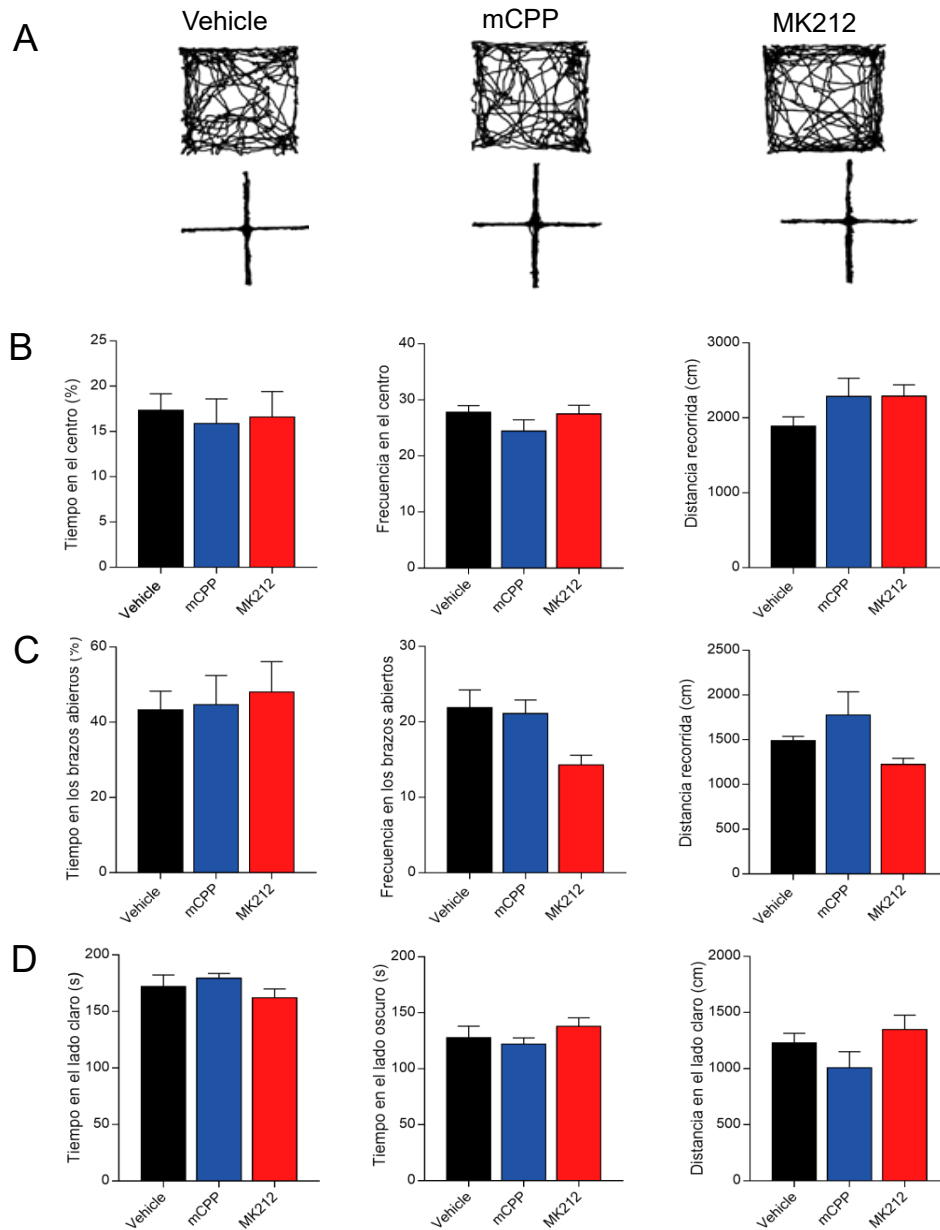 A
Vehicle
mCPP
MK212
B
Tiempo en el centro (%)
25
20
15
10
5
0
Vehicle
mCPP
MK212
Frecuencia en el centro
40
30
20
10
0
Vehicle
mCPP
MK212
Distancia recorrida (cm)
3000
2000
1000
0
Vehicle
mCPP
MK212
C
Tiempo en los brazos abiertos (%)
60
40
20
0
Vehicle
mCPP
MK212
Frecuencia en los brazos abiertos
30
20
10
0
Vehicle
mCPP
MK212
Distancia recorrida (cm)
2500
2000
1500
1000
500
0
Vehicle
mCPP
MK212
D
Tiempo en el lado claro (s)
200
150
100
50
0
Vehicle
mCPP
MK212
Tiempo en el lado oscuro (s)
200
150
100
50
0
Vehicle
mCPP
MK212
Distancia en el lado claro (cm)
2000
1500
1000
500
0
Vehicle
mCPP
MK212